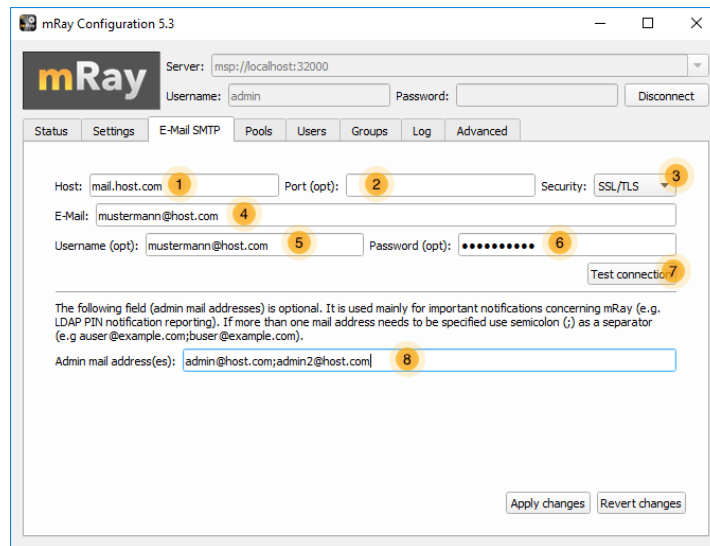 mRay Configuration 5.3
mRay
Server: msp://localhost:32000
Username: admin Password: Disconnect
Status Settings E-Mail SMTP Pools Users Groups Log Advanced
Host: mail.host.com 1 Port (opt): 2 Security: SSL/TLS 3
E-Mail: mustermann@host.com 4
Username (opt): mustermann@host.com 5 Password (opt): ●●●●●●●●●● 6
Test connection 7
The following field (admin mail addresses) is optional. It is used mainly for important notifications concerning mRay (e.g.
LDAP PIN notification reporting). If more than one mail address needs to be specified use semicolon (;) as a separator
(e.g auser@example.com;buser@example.com).
Admin mail address(es): admin@host.com;admin2@host.com 8
Apply changes Revert changes